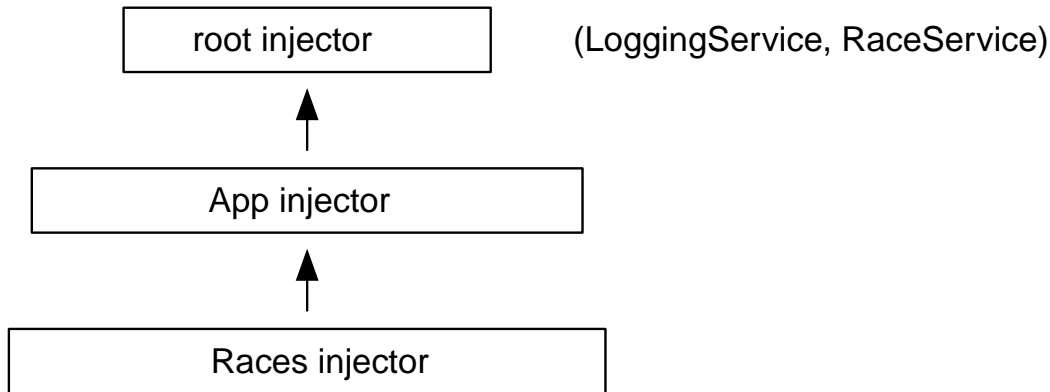 root injector (LoggingService, RaceService)
App injector
Races injector